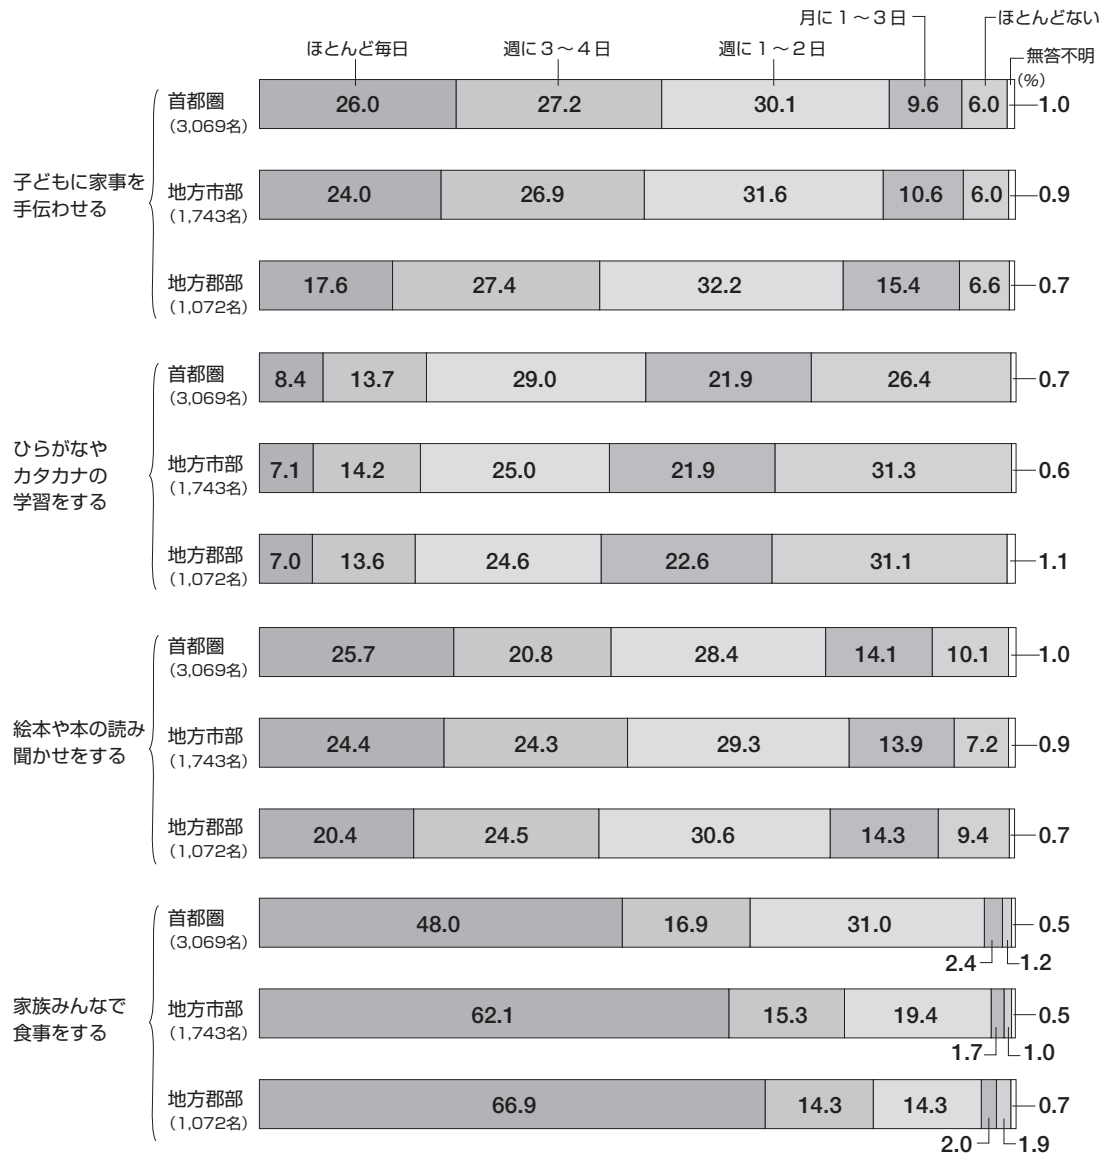 ほとんど毎日
週に3~4日
週に1~2日
月に1~3日
ほとんどない
無答不明
(%)
子どもに家事を
手伝わせる
首都圏
(3,069名)
26.0 27.2 30.1 9.6 6.0 1.0
地方市部
(1,743名)
24.0 26.9 31.6 10.6 6.0 0.9
地方郡部
(1,072名)
17.6 27.4 32.2 15.4 6.6 0.7
ひらがなや
カタカナの
学習をする
首都圏
(3,069名)
8.4 13.7 29.0 21.9 26.4 0.7
地方市部
(1,743名)
7.1 14.2 25.0 21.9 31.3 0.6
地方郡部
(1,072名)
7.0 13.6 24.6 22.6 31.1 1.1
絵本や本の読み
聞かせをする
首都圏
(3,069名)
25.7 20.8 28.4 14.1 10.1 1.0
地方市部
(1,743名)
24.4 24.3 29.3 13.9 7.2 0.9
地方郡部
(1,072名)
20.4 24.5 30.6 14.3 9.4 0.7
家族みんなで
食事をする
首都圏
(3,069名)
48.0 16.9 31.0 0.5
2.4 1.2
地方市部
(1,743名)
62.1 15.3 19.4 0.5
1.7 1.0
地方郡部
(1,072名)
66.9 14.3 14.3 0.7
2.0 1.9